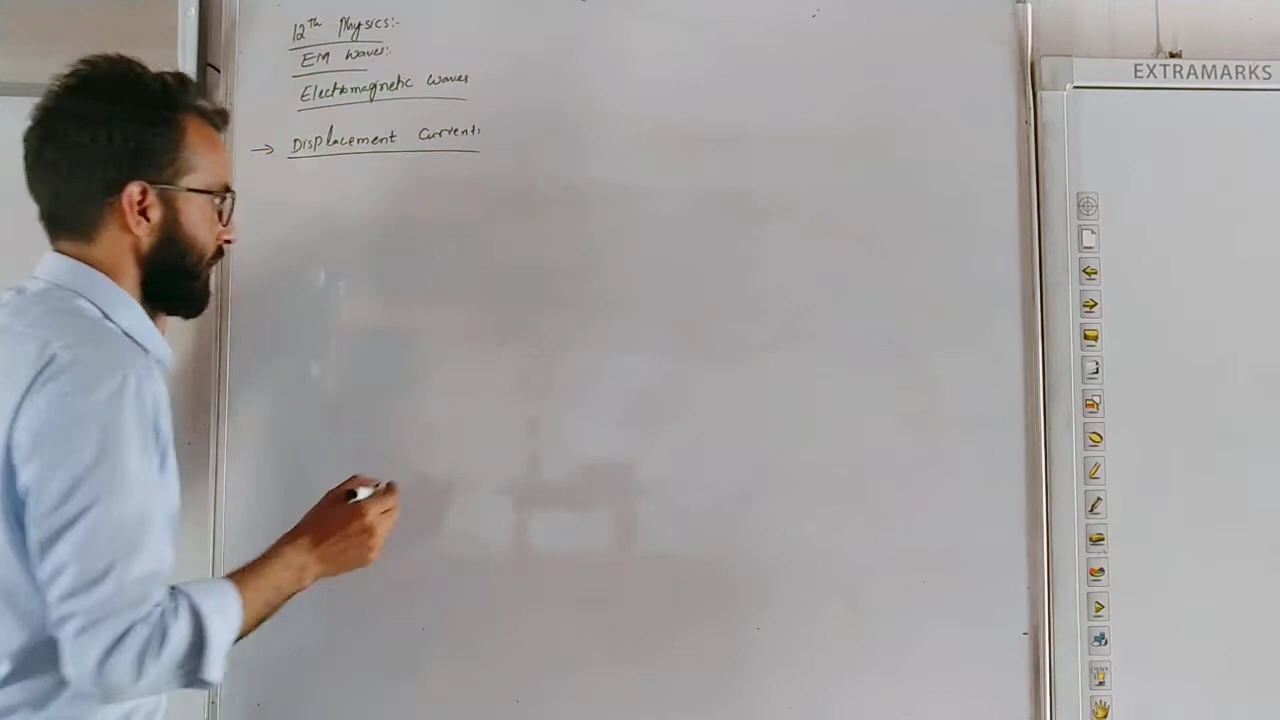 12th Physics:-
EM Waves:
Electromagnetic waves
→ Displacement Current:
EXTRAMARKS